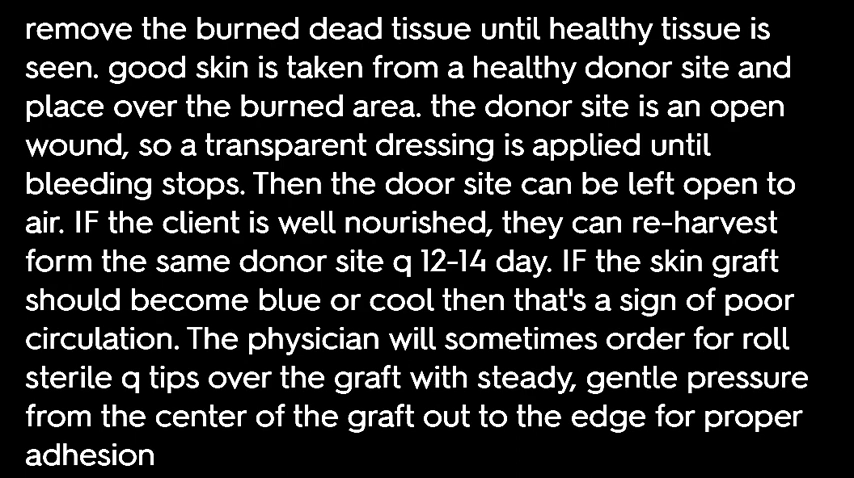 remove the burned dead tissue until healthy tissue is
seen. good skin is taken from a healthy donor site and
place over the burned area. the donor site is an open
wound, so a transparent dressing is applied until
bleeding stops. Then the door site can be left open to
air. IF the client is well nourished, they can re-harvest
form the same donor site q 12-14 day. IF the skin graft
should become blue or cool then that's a sign of poor
circulation. The physician will sometimes order for roll
sterile q tips over the graft with steady, gentle pressure
from the center of the graft out to the edge for proper
adhesion